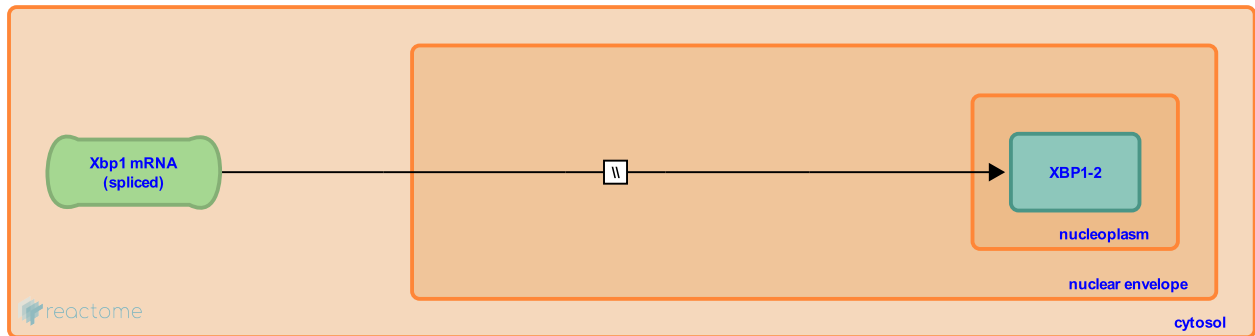 Xbp1 mRNA
(spliced)
\\
XBP1-2
nucleoplasm
nuclear envelope
reactome
cytosol